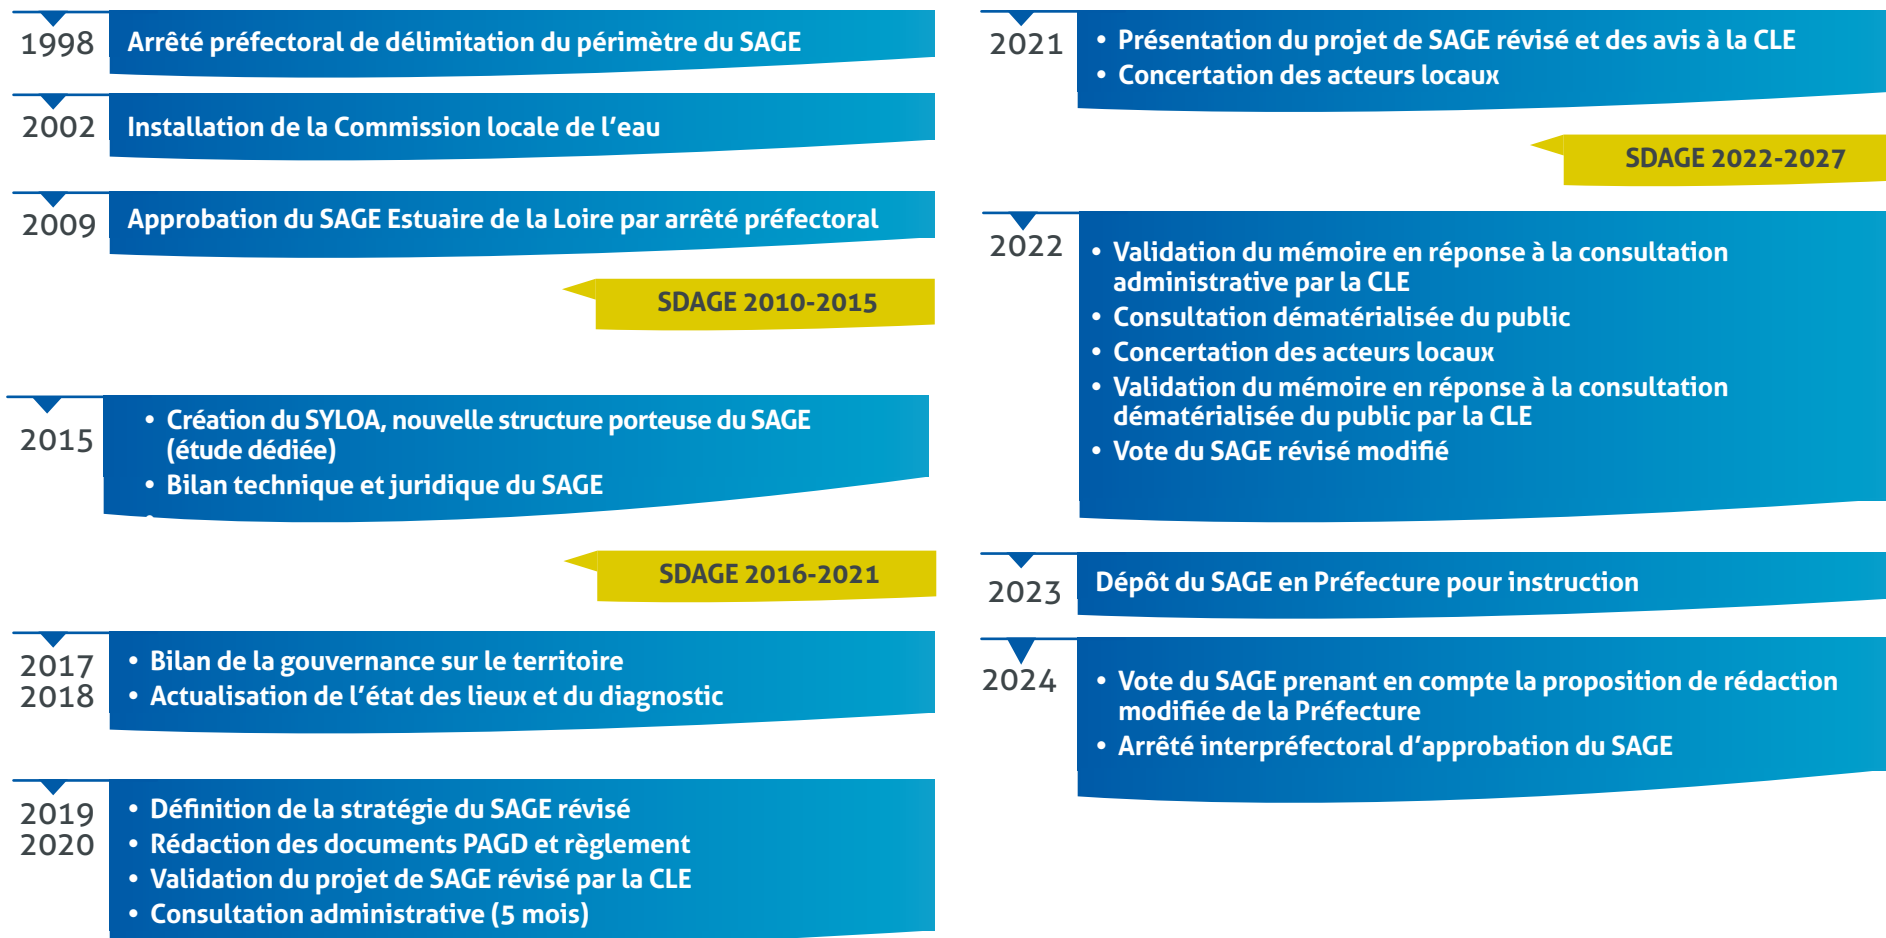 1998
Arrêté préfectoral de délimitation du périmètre du SAGE
2002
Installation de la Commission locale de l'eau
2009
Approbation du SAGE Estuaire de la Loire par arrêté préfectoral
SDAGE 2010-2015
2015
• Création du SYLOA, nouvelle structure porteuse du SAGE
(étude dédiée)
• Bilan technique et juridique du SAGE
•
SDAGE 2016-2021
2017
2018
• Bilan de la gouvernance sur le territoire
• Actualisation de l'état des lieux et du diagnostic
2019
2020
• Définition de la stratégie du SAGE révisé
• Rédaction des documents PAGD et règlement
• Validation du projet de SAGE révisé par la CLE
• Consultation administrative (5 mois)
2021
• Présentation du projet de SAGE révisé et des avis à la CLE
• Concertation des acteurs locaux
SDAGE 2022-2027
2022
• Validation du mémoire en réponse à la consultation
administrative par la CLE
• Consultation dématérialisée du public
• Concertation des acteurs locaux
• Validation du mémoire en réponse à la consultation
dématérialisée du public par la CLE
• Vote du SAGE révisé modifié
2023
Dépôt du SAGE en Préfecture pour instruction
2024
• Vote du SAGE prenant en compte la proposition de rédaction
modifiée de la Préfecture
• Arrêté interpréfectoral d'approbation du SAGE